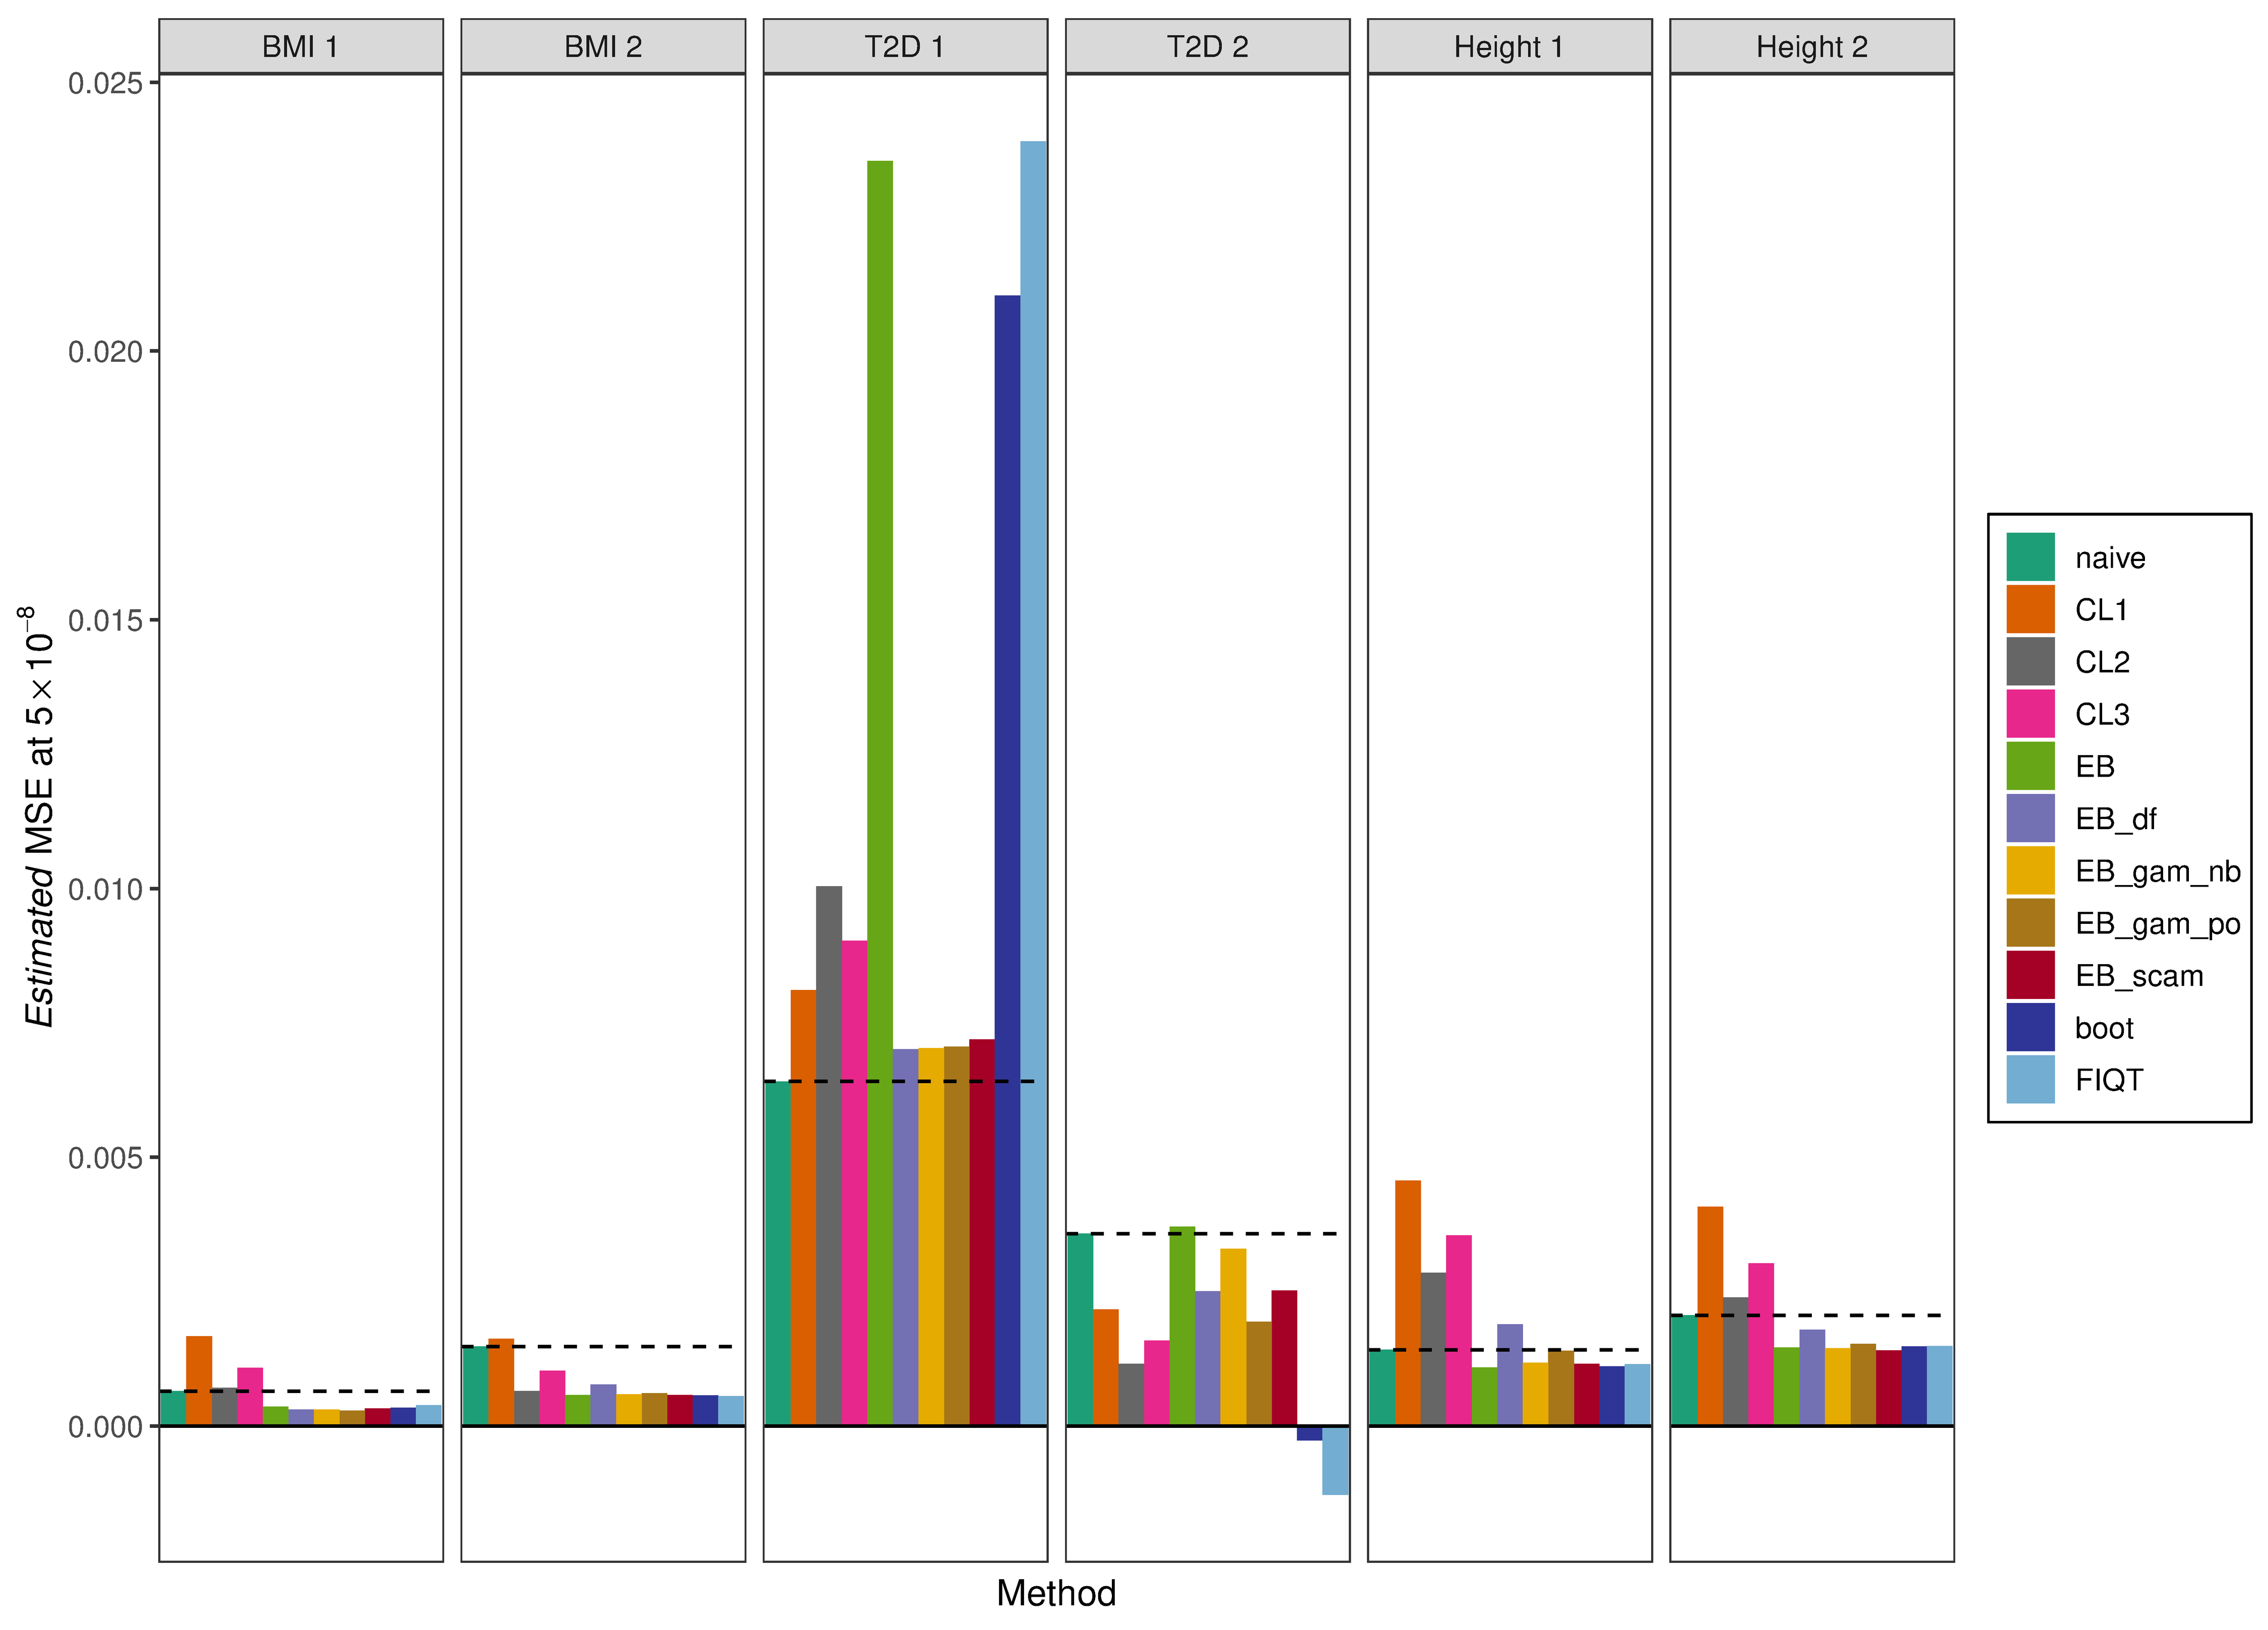 BMI 1
BMI 2
T2D 1
T2D 2
Height 1
Height 2
Estimated MSE at 5 × 10⁻⁸
0.025
0.020
0.015
0.010
0.005
0.000
Method
naive
CL1
CL2
CL3
EB
EB_df
EB_gam_nb
EB_gam_po
EB_scam
boot
FIQT